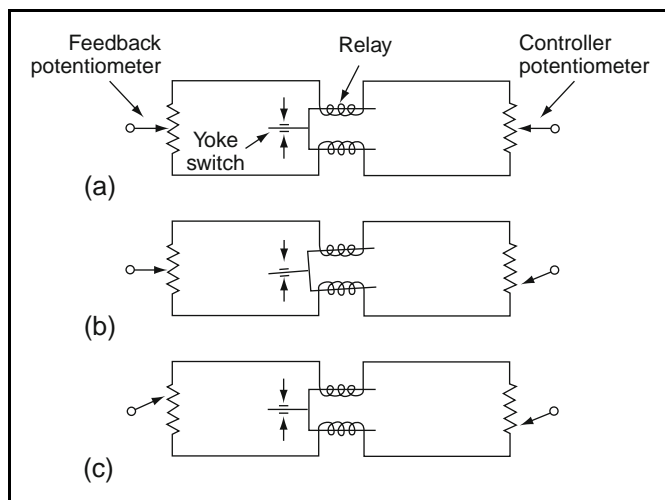 Feedback
potentiometer
Relay
Controller
potentiometer
Yoke
switch
(a)
(b)
(c)